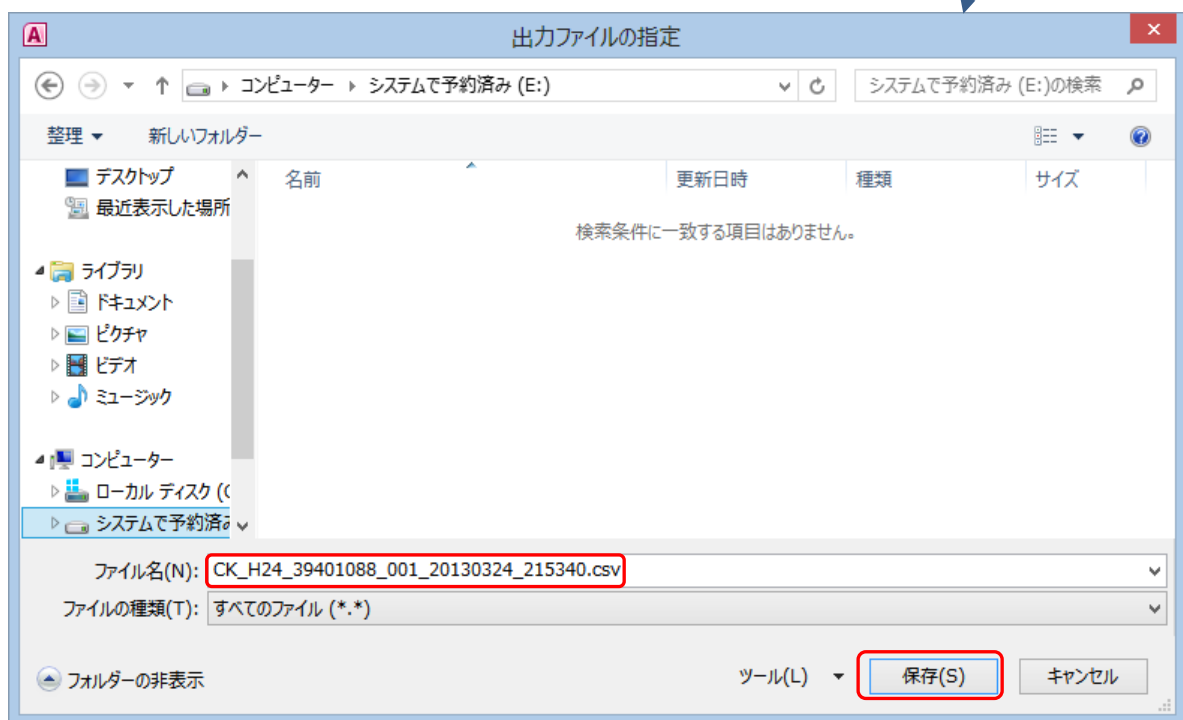 出力ファイルの指定
コンピューター システムで予約済み (E:)
システムで予約済み (E:)の検索
整理 新しいフォルダー
名前 更新日時 種類 サイズ
検索条件に一致する項目はありません。
デスクトップ
最近表示した場所
ライブラリ
ドキュメント
ピクチャ
ビデオ
ミュージック
コンピューター
ローカル ディスク (C
システムで予約済み
ファイル名(N): CK_H24_39401088_001_20130324_215340.csv
ファイルの種類(T): すべてのファイル (*.*)
フォルダーの非表示 ツール(L) 保存(S) キャンセル